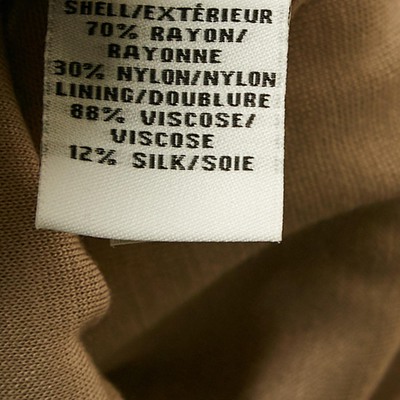 SHELL/EXTÉRIEUR
70% RAYON/
RAYONNE
30% NYLON/NYLON
LINING/DOUBLURE
88% VISCOSE/
VISCOSE
12% SILK/SOIE